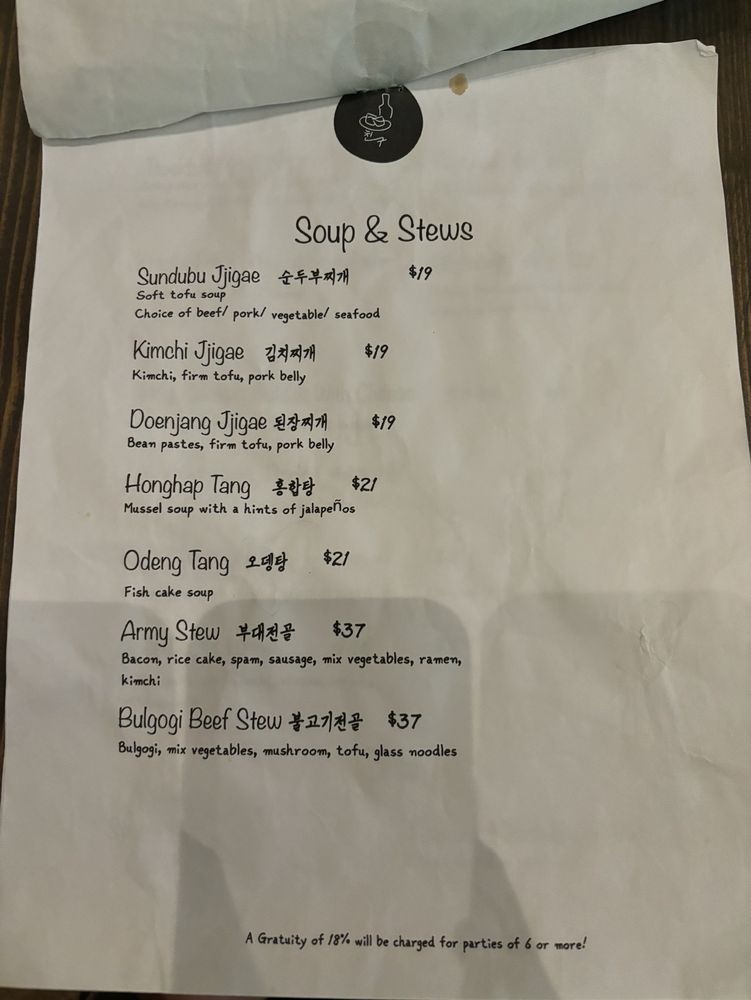 친구
Soup & Stews
Sundubu Jjigae 순두부찌개 $19
Soft tofu soup
Choice of beef/ pork/ vegetable/ seafood
Kimchi Jjigae 김치찌개 $19
Kimchi, firm tofu, pork belly
Doenjang Jjigae 된장찌개 $19
Bean pastes, firm tofu, pork belly
Honghap Tang 홍합탕 $21
Mussel soup with a hints of jalapeños
Odeng Tang 오뎅탕 $21
Fish cake soup
Army Stew 부대전골 $37
Bacon, rice cake, spam, sausage, mix vegetables, ramen,
kimchi
Bulgogi Beef Stew 불고기전골 $37
Bulgogi, mix vegetables, mushroom, tofu, glass noodles
A Gratuity of 18% will be charged for parties of 6 or more!